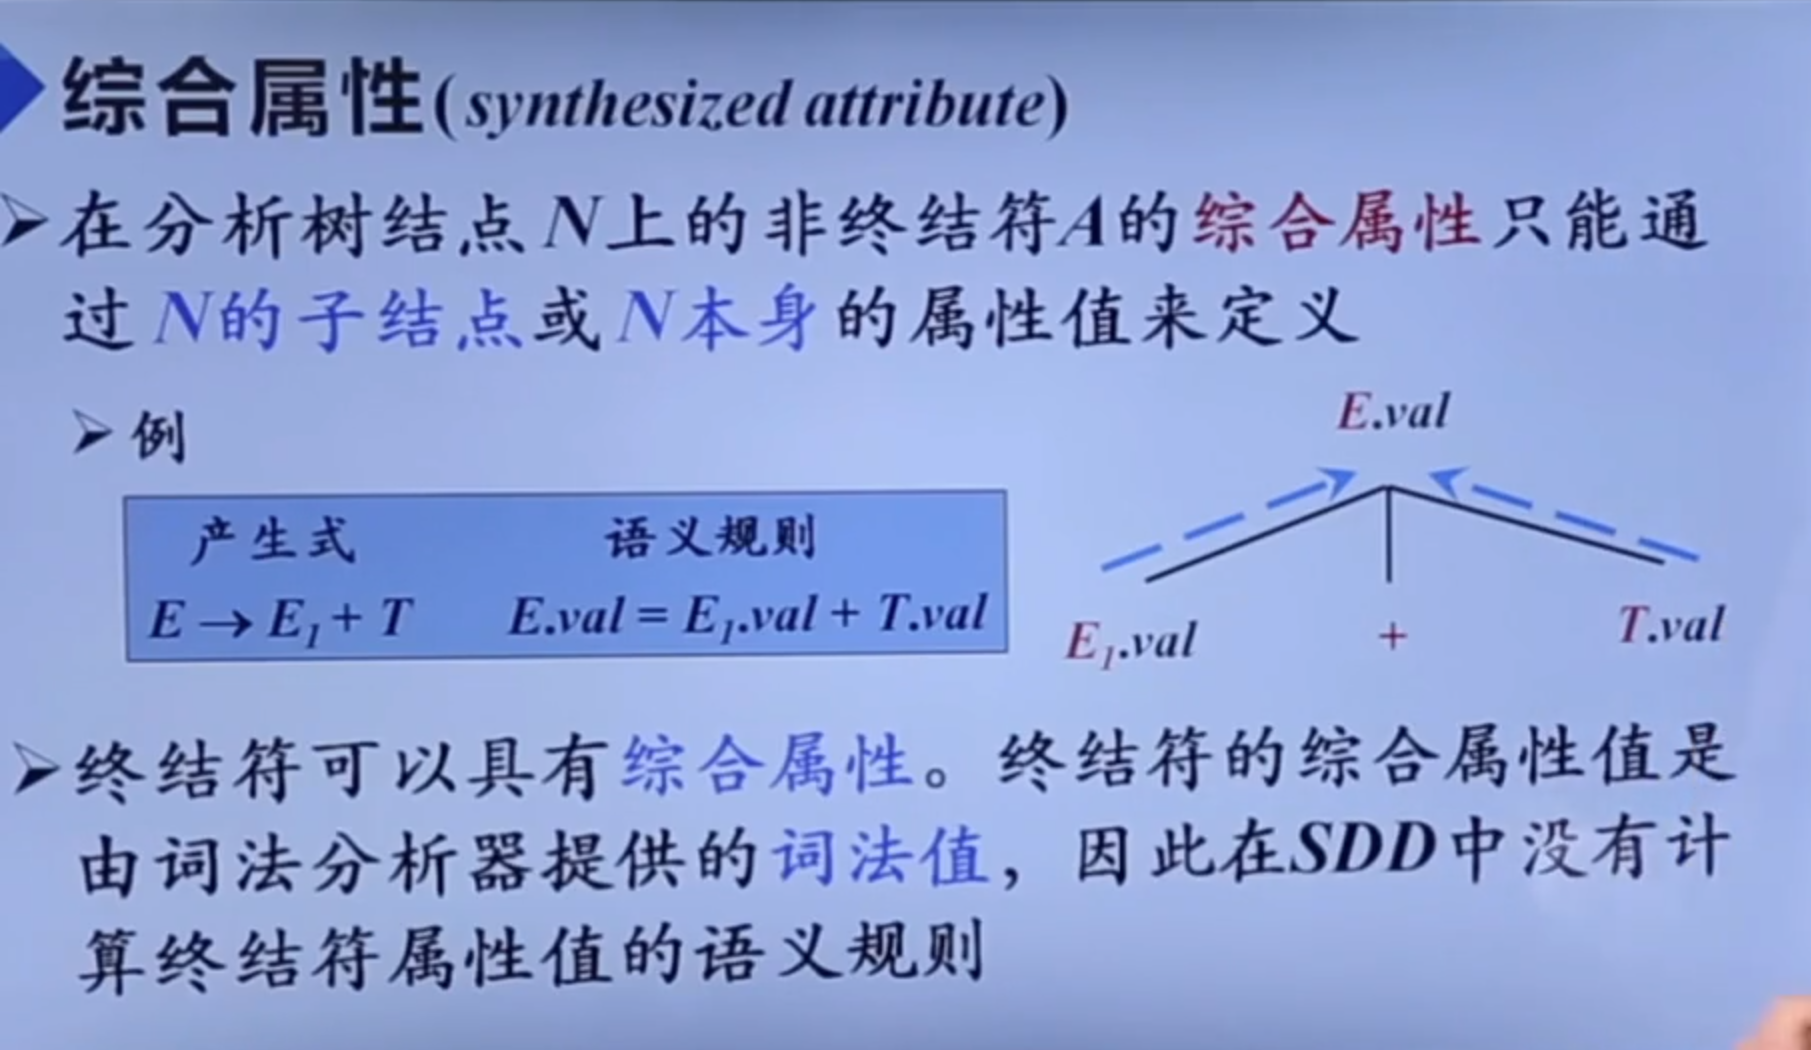 综合属性(synthesized attribute)
在分析树结点N上的非终结符A的综合属性只能通
过N的子结点或N本身的属性值来定义
例
产生式 语义规则
E → E₁ + T E.val = E₁.val + T.val
E.val
E₁.val + T.val
终结符可以具有综合属性。终结符的综合属性值是
由词法分析器提供的词法值，因此在SDD中没有计
算终结符属性值的语义规则